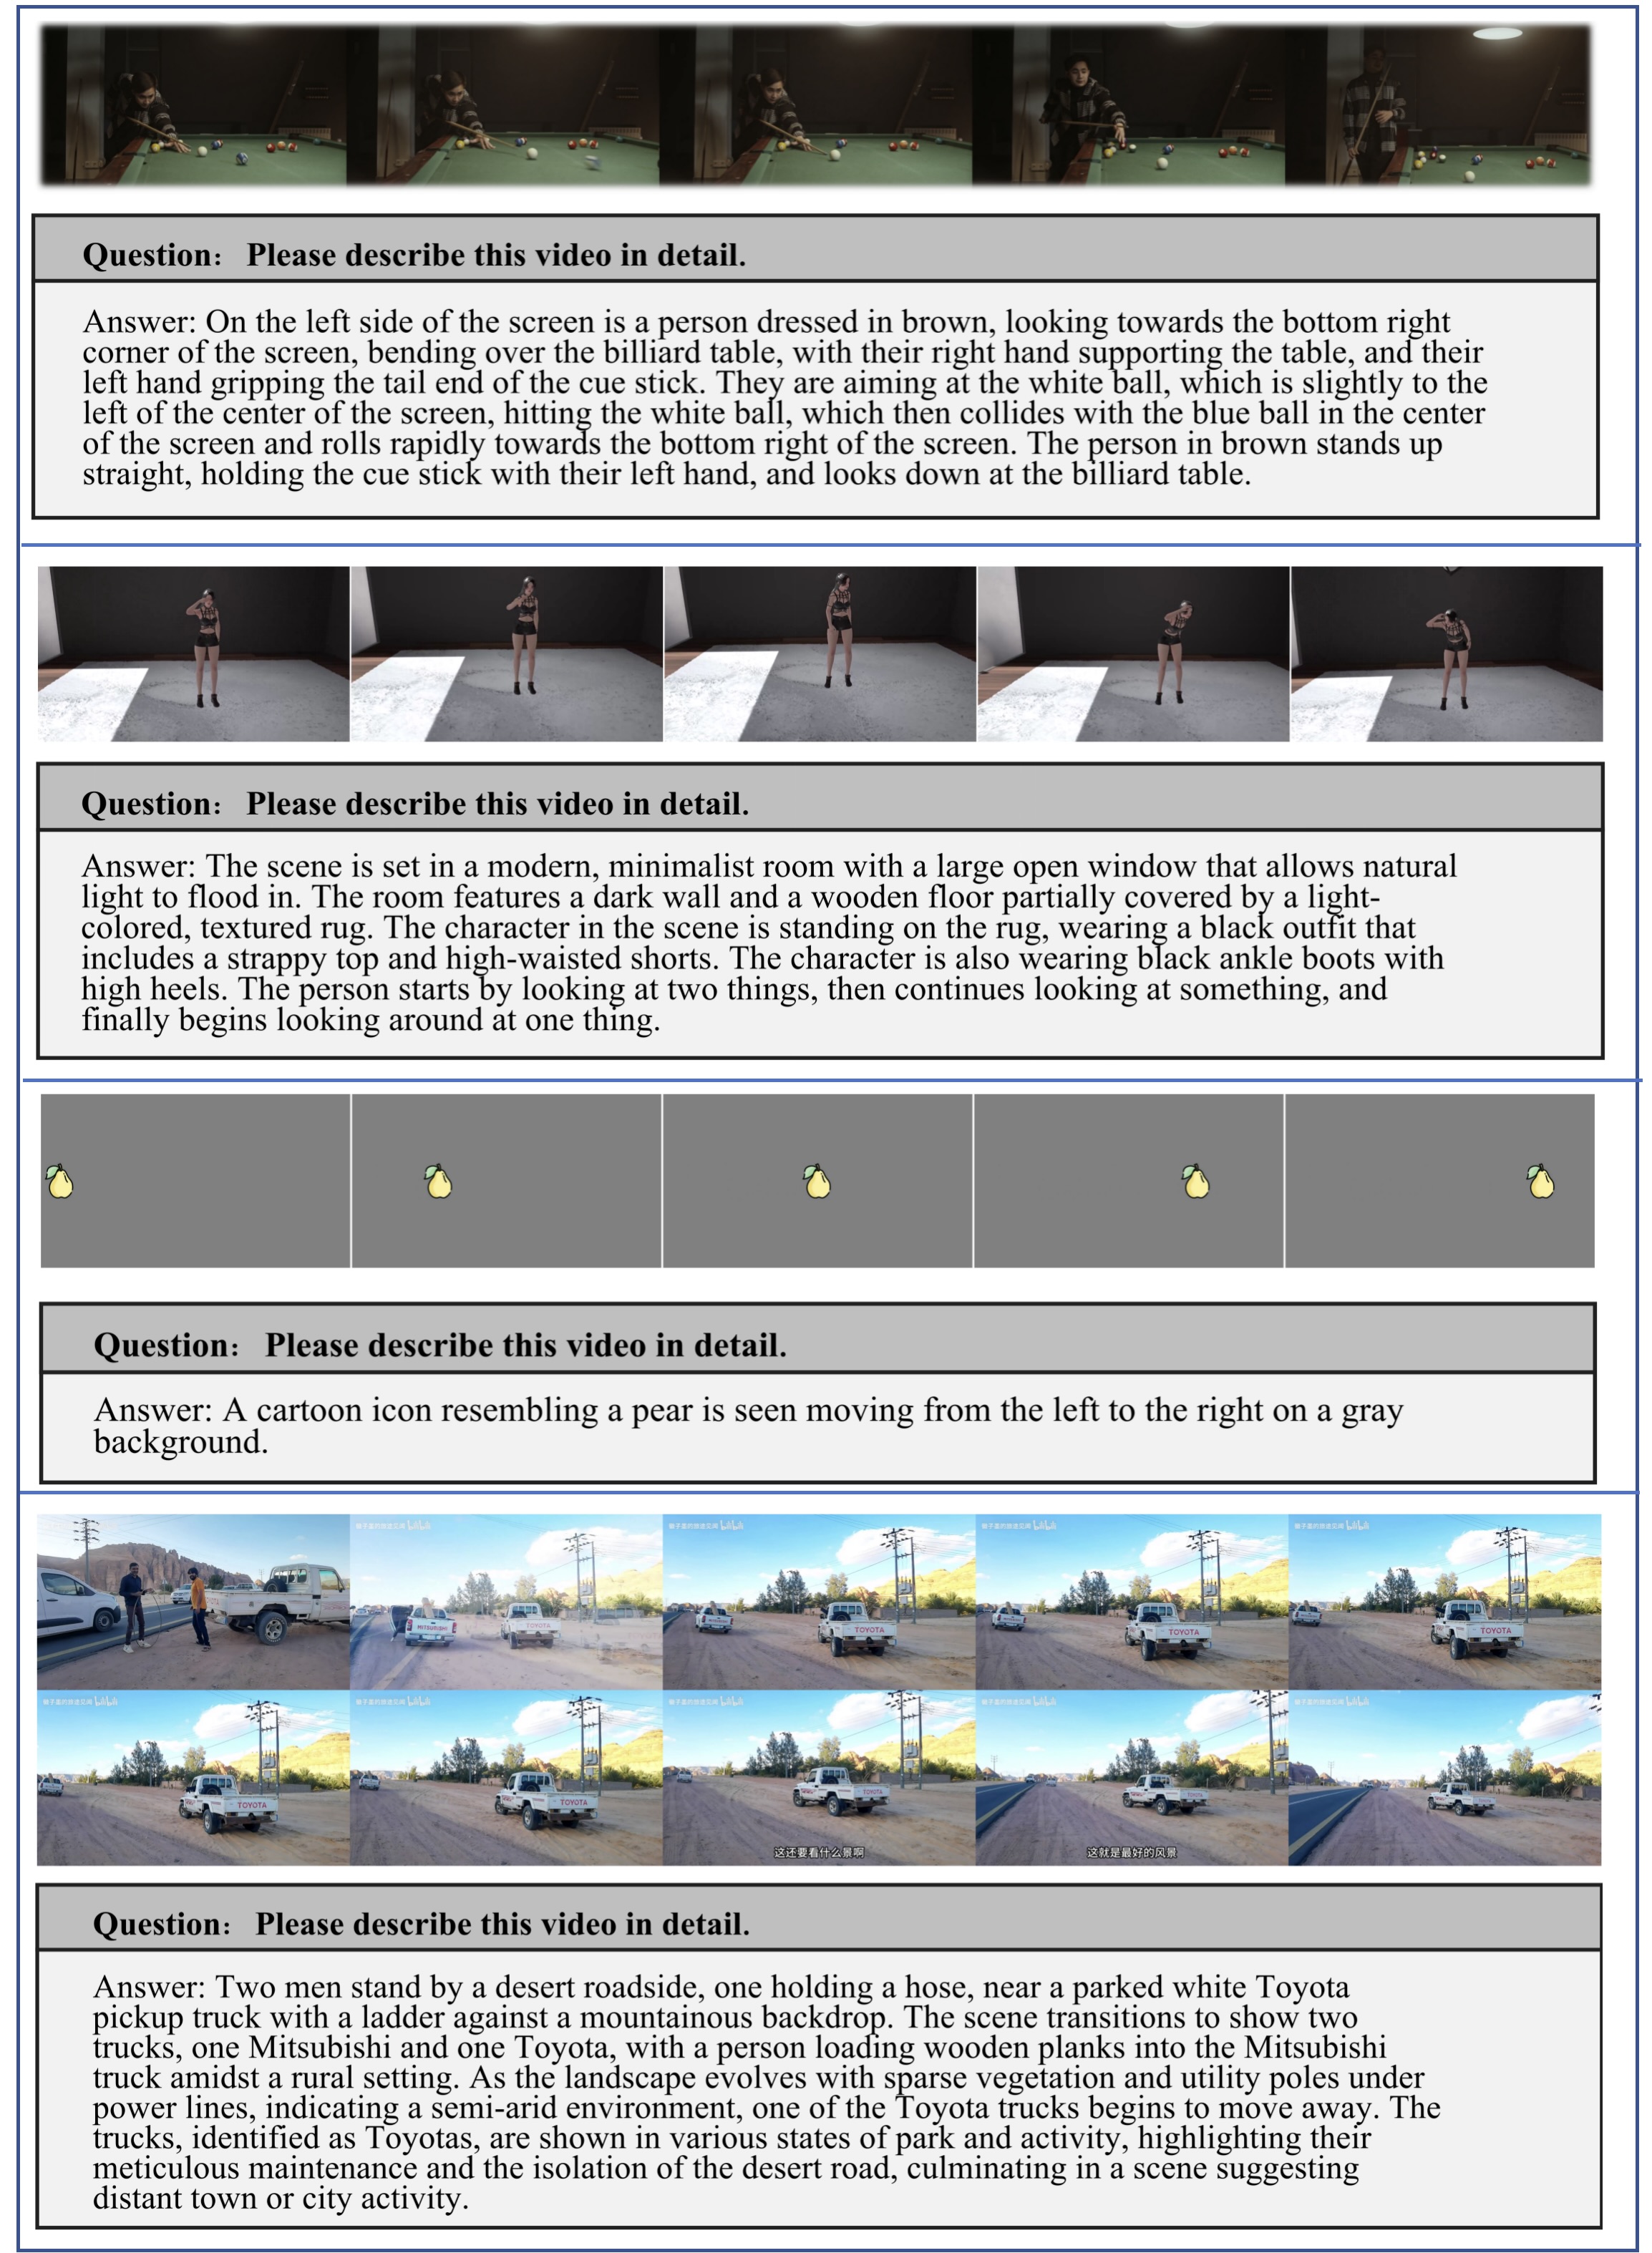 Question: Please describe this video in detail.
Answer: On the left side of the screen is a person dressed in brown, looking towards the bottom right
corner of the screen, bending over the billiard table, with their right hand supporting the table, and their
left hand gripping the tail end of the cue stick. They are aiming at the white ball, which is slightly to the
left of the center of the screen, hitting the white ball, which then collides with the blue ball in the center
of the screen and rolls rapidly towards the bottom right of the screen. The person in brown stands up
straight, holding the cue stick with their left hand, and looks down at the billiard table.
Question: Please describe this video in detail.
Answer: The scene is set in a modern, minimalist room with a large open window that allows natural
light to flood in. The room features a dark wall and a wooden floor partially covered by a light-
colored, textured rug. The character in the scene is standing on the rug, wearing a black outfit that
includes a strappy top and high-waisted shorts. The character is also wearing black ankle boots with
high heels. The person starts by looking at two things, then continues looking at something, and
finally begins looking around at one thing.
Question: Please describe this video in detail.
Answer: A cartoon icon resembling a pear is seen moving from the left to the right on a gray
background.
MITSUBISHI
TOYOTA
TOYOTA
TOYOTA
TOYOTA
TOYOTA
TOYOTA
TOYOTA
TOYOTA
这还要看什么景啊
这就是最好的风景
Question: Please describe this video in detail.
Answer: Two men stand by a desert roadside, one holding a hose, near a parked white Toyota
pickup truck with a ladder against a mountainous backdrop. The scene transitions to show two
trucks, one Mitsubishi and one Toyota, with a person loading wooden planks into the Mitsubishi
truck amidst a rural setting. As the landscape evolves with sparse vegetation and utility poles under
power lines, indicating a semi-arid environment, one of the Toyota trucks begins to move away. The
trucks, identified as Toyotas, are shown in various states of park and activity, highlighting their
meticulous maintenance and the isolation of the desert road, culminating in a scene suggesting
distant town or city activity.